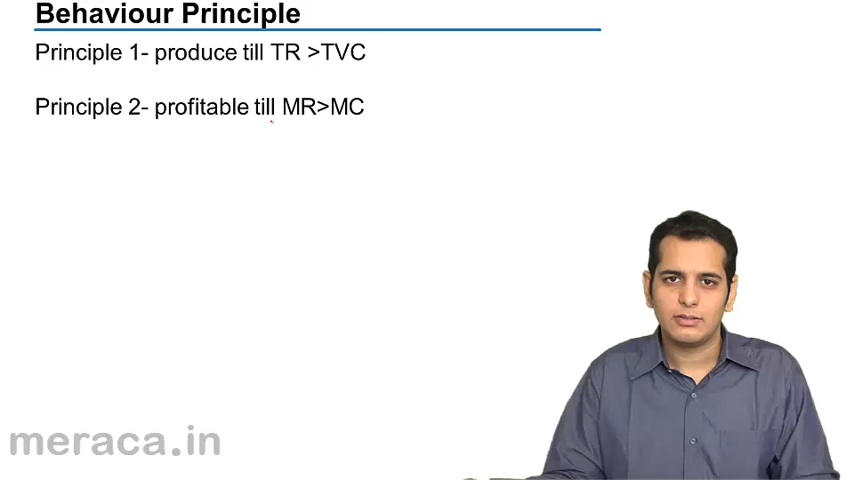 Behaviour Principle
Principle 1- produce till TR >TVC
Principle 2- profitable till MR>MC
meraca.in